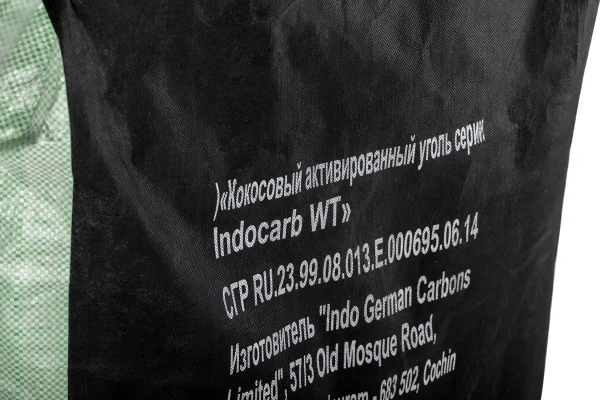 )«Хокосовый активированный уголь серии
Indocarb WT»
СГР RU.23.99.08.013.E.000695.06.14
Изготовитель "Indo German Carbons
Limited", 57/3 Old Mosque Road,
- 683 502, Cochin